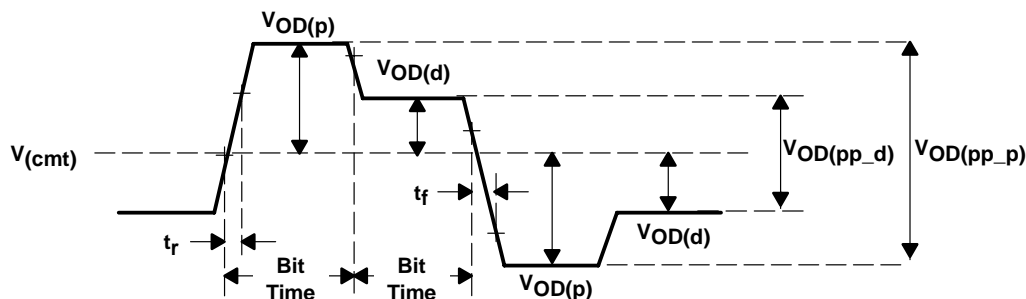 VOD(p)
VOD(d)
V(cmt)
VOD(pp_d)
VOD(pp_p)
tf
tr
VOD(d)
Bit
Time
Bit
Time
VOD(p)